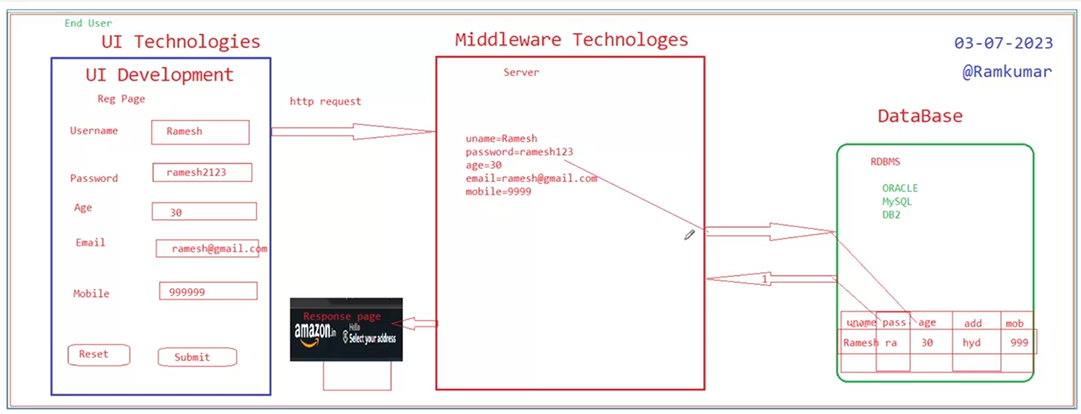 End User
UI Technologies
Middleware Technologes
03-07-2023
@Ramkumar
UI Development
Reg Page
Username
Ramesh
Password
ramesh2123
Age
30
Email
ramesh@gmail.com
Mobile
999999
Reset
Submit
http request
Server
uname=Ramesh
password=ramesh123
age=30
email=ramesh@gmail.com
mobile=9999
Response page
amazon.in
Hello
Select your address
DataBase
RDBMS
ORACLE
MySQL
DB2
1
uname pass age add mob
Ramesh ra 30 hyd 999